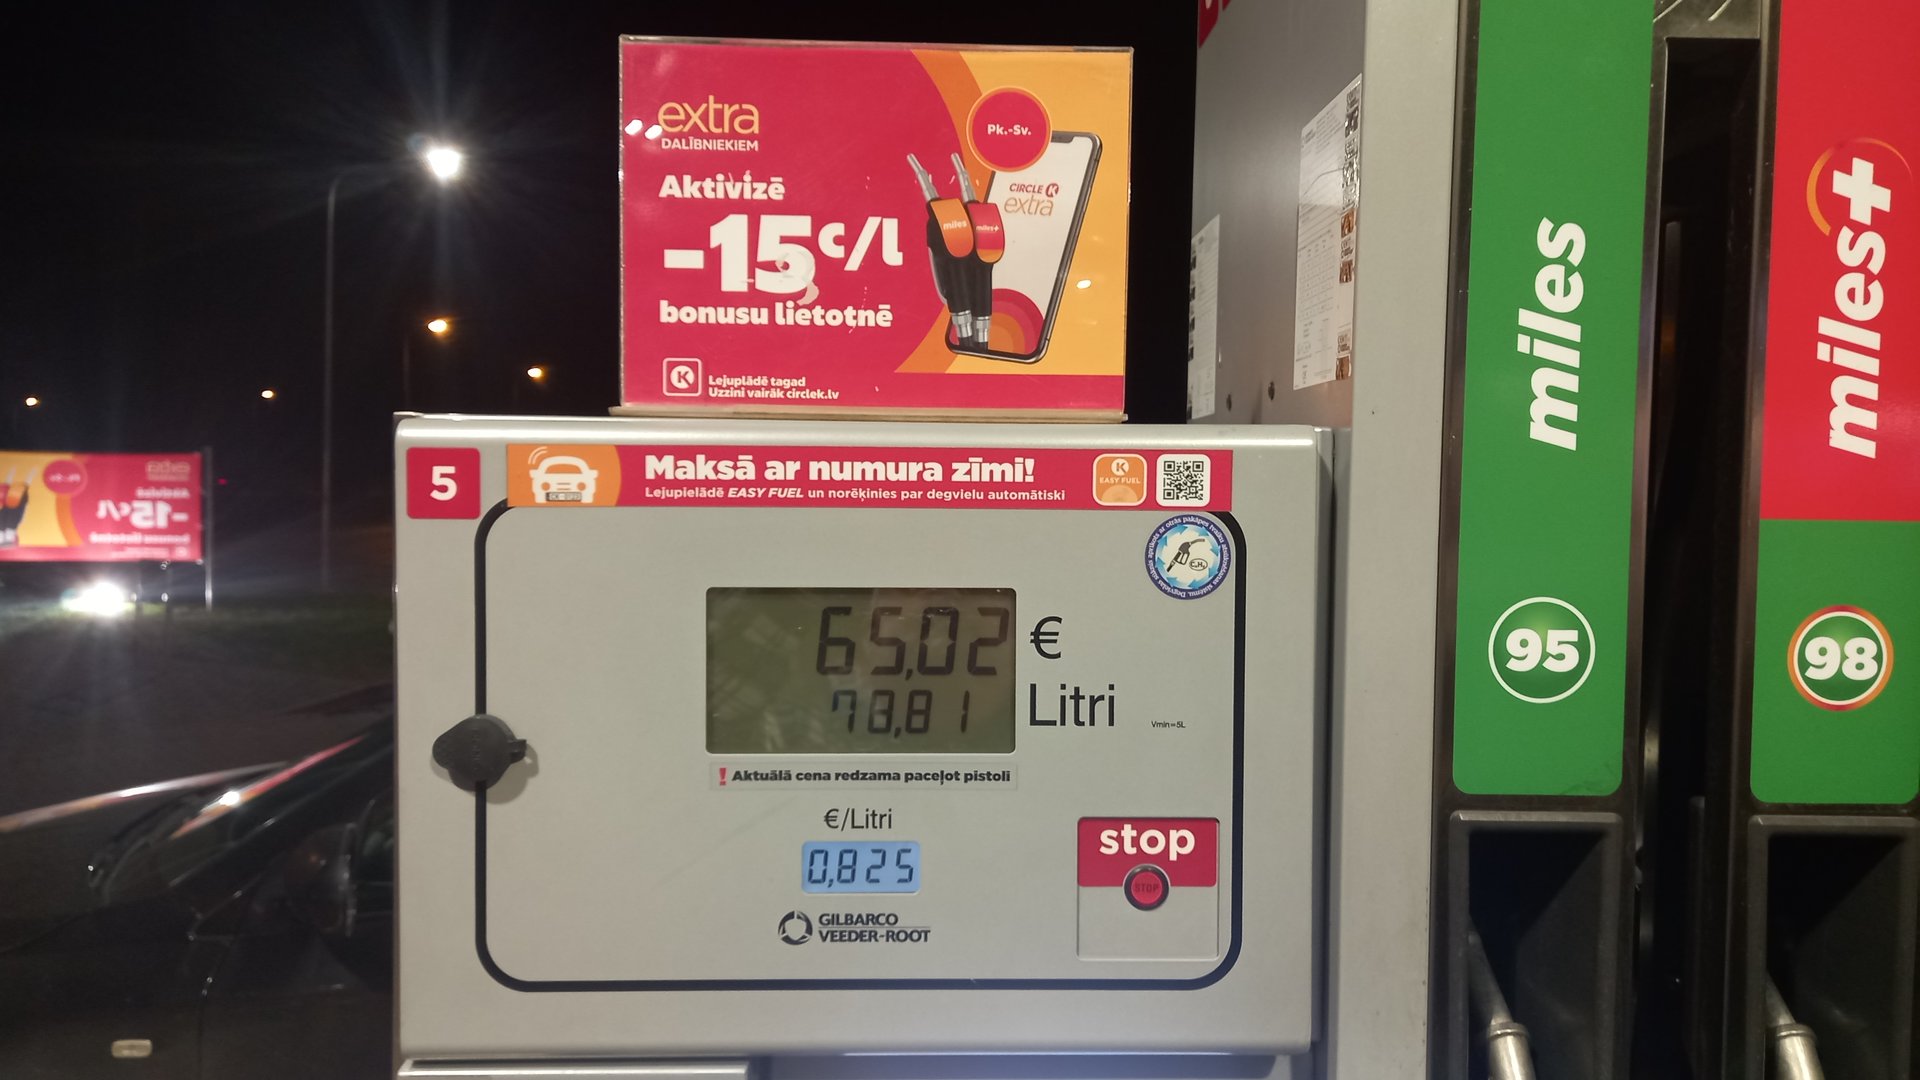 extra
DALĪBNIEKIEM
Aktivizē
-15c/l
bonusu lietotnē
Pk.-Sv.
CIRCLE K
extra
miles
miles+
K
Lejuplādē tagad
Uzzini vairāk circlek.lv
5
Maksā ar numura zīmi!
Lejupielādē EASY FUEL un norēķinies par degvielu automātiski
K
EASY FUEL
65,02 €
78,81 Litri
Vmin=5L
! Aktuālā cena redzama paceļot pistoli
€/Litri
0,825
GILBARCO
VEEDER-ROOT
stop
STOP
miles
95
miles+
98